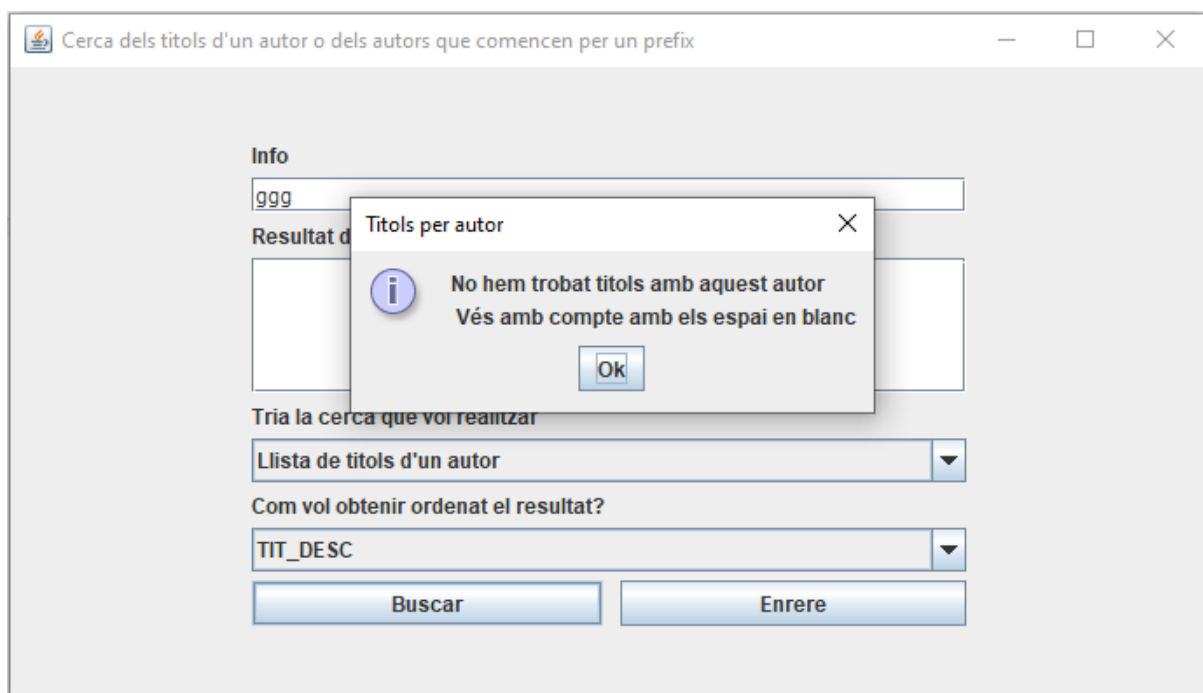 Cerca dels titols d'un autor o dels autors que comencen per un prefix
Info
ggg
Titols per autor
Resultat d
No hem trobat titols amb aquest autor
Vés amb compte amb els espai en blanc
Ok
Tria la cerca que vol realitzar
Llista de titols d'un autor
Com vol obtenir ordenat el resultat?
TIT_DESC
Buscar
Enrere